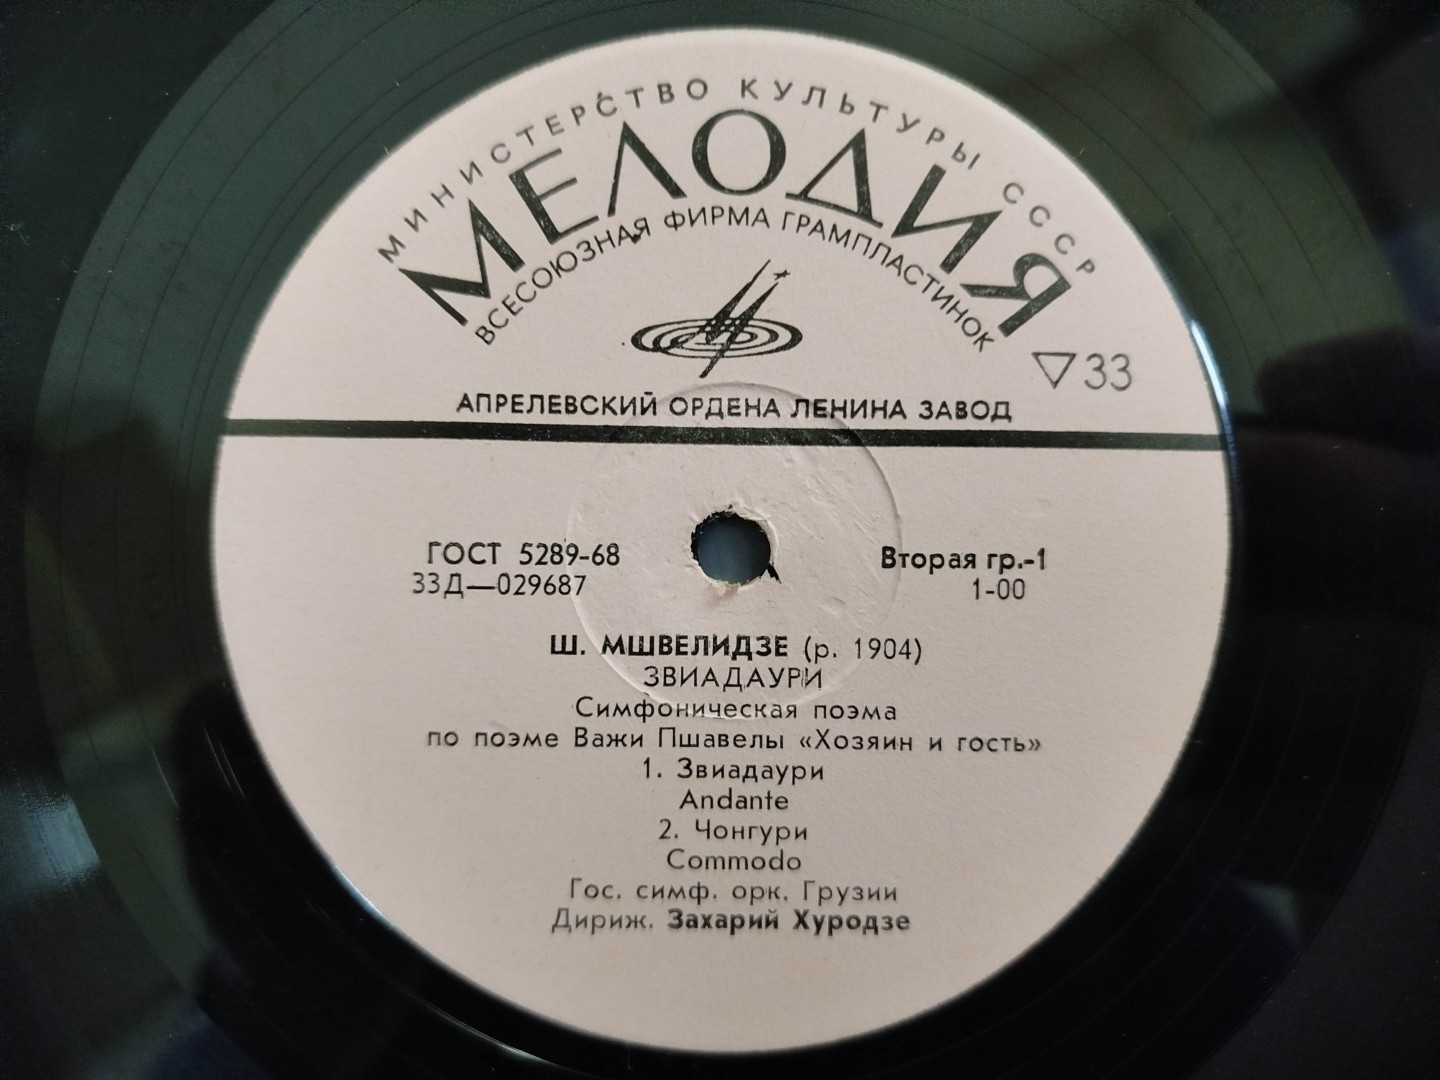 МИНИСТЕРСТВО КУЛЬТУРЫ СССР
МЕЛОДИЯ
ВСЕСОЮЗНАЯ ФИРМА ГРАМПЛАСТИНОК
33
АПРЕЛЕВСКИЙ ОРДЕНА ЛЕНИНА ЗАВОД
ГОСТ 5289-68
33Д—029687
Вторая гр.-1
1-00
Ш. МШВЕЛИДЗЕ (р. 1904)
ЗВИАДАУРИ
Симфоническая поэма
по поэме Важи Пшавелы «Хозяин и гость»
1. Звиадаури
Andante
2. Чонгури
Commodo
Гос. симф. орк. Грузии
Дириж. Захарий Хуродзе